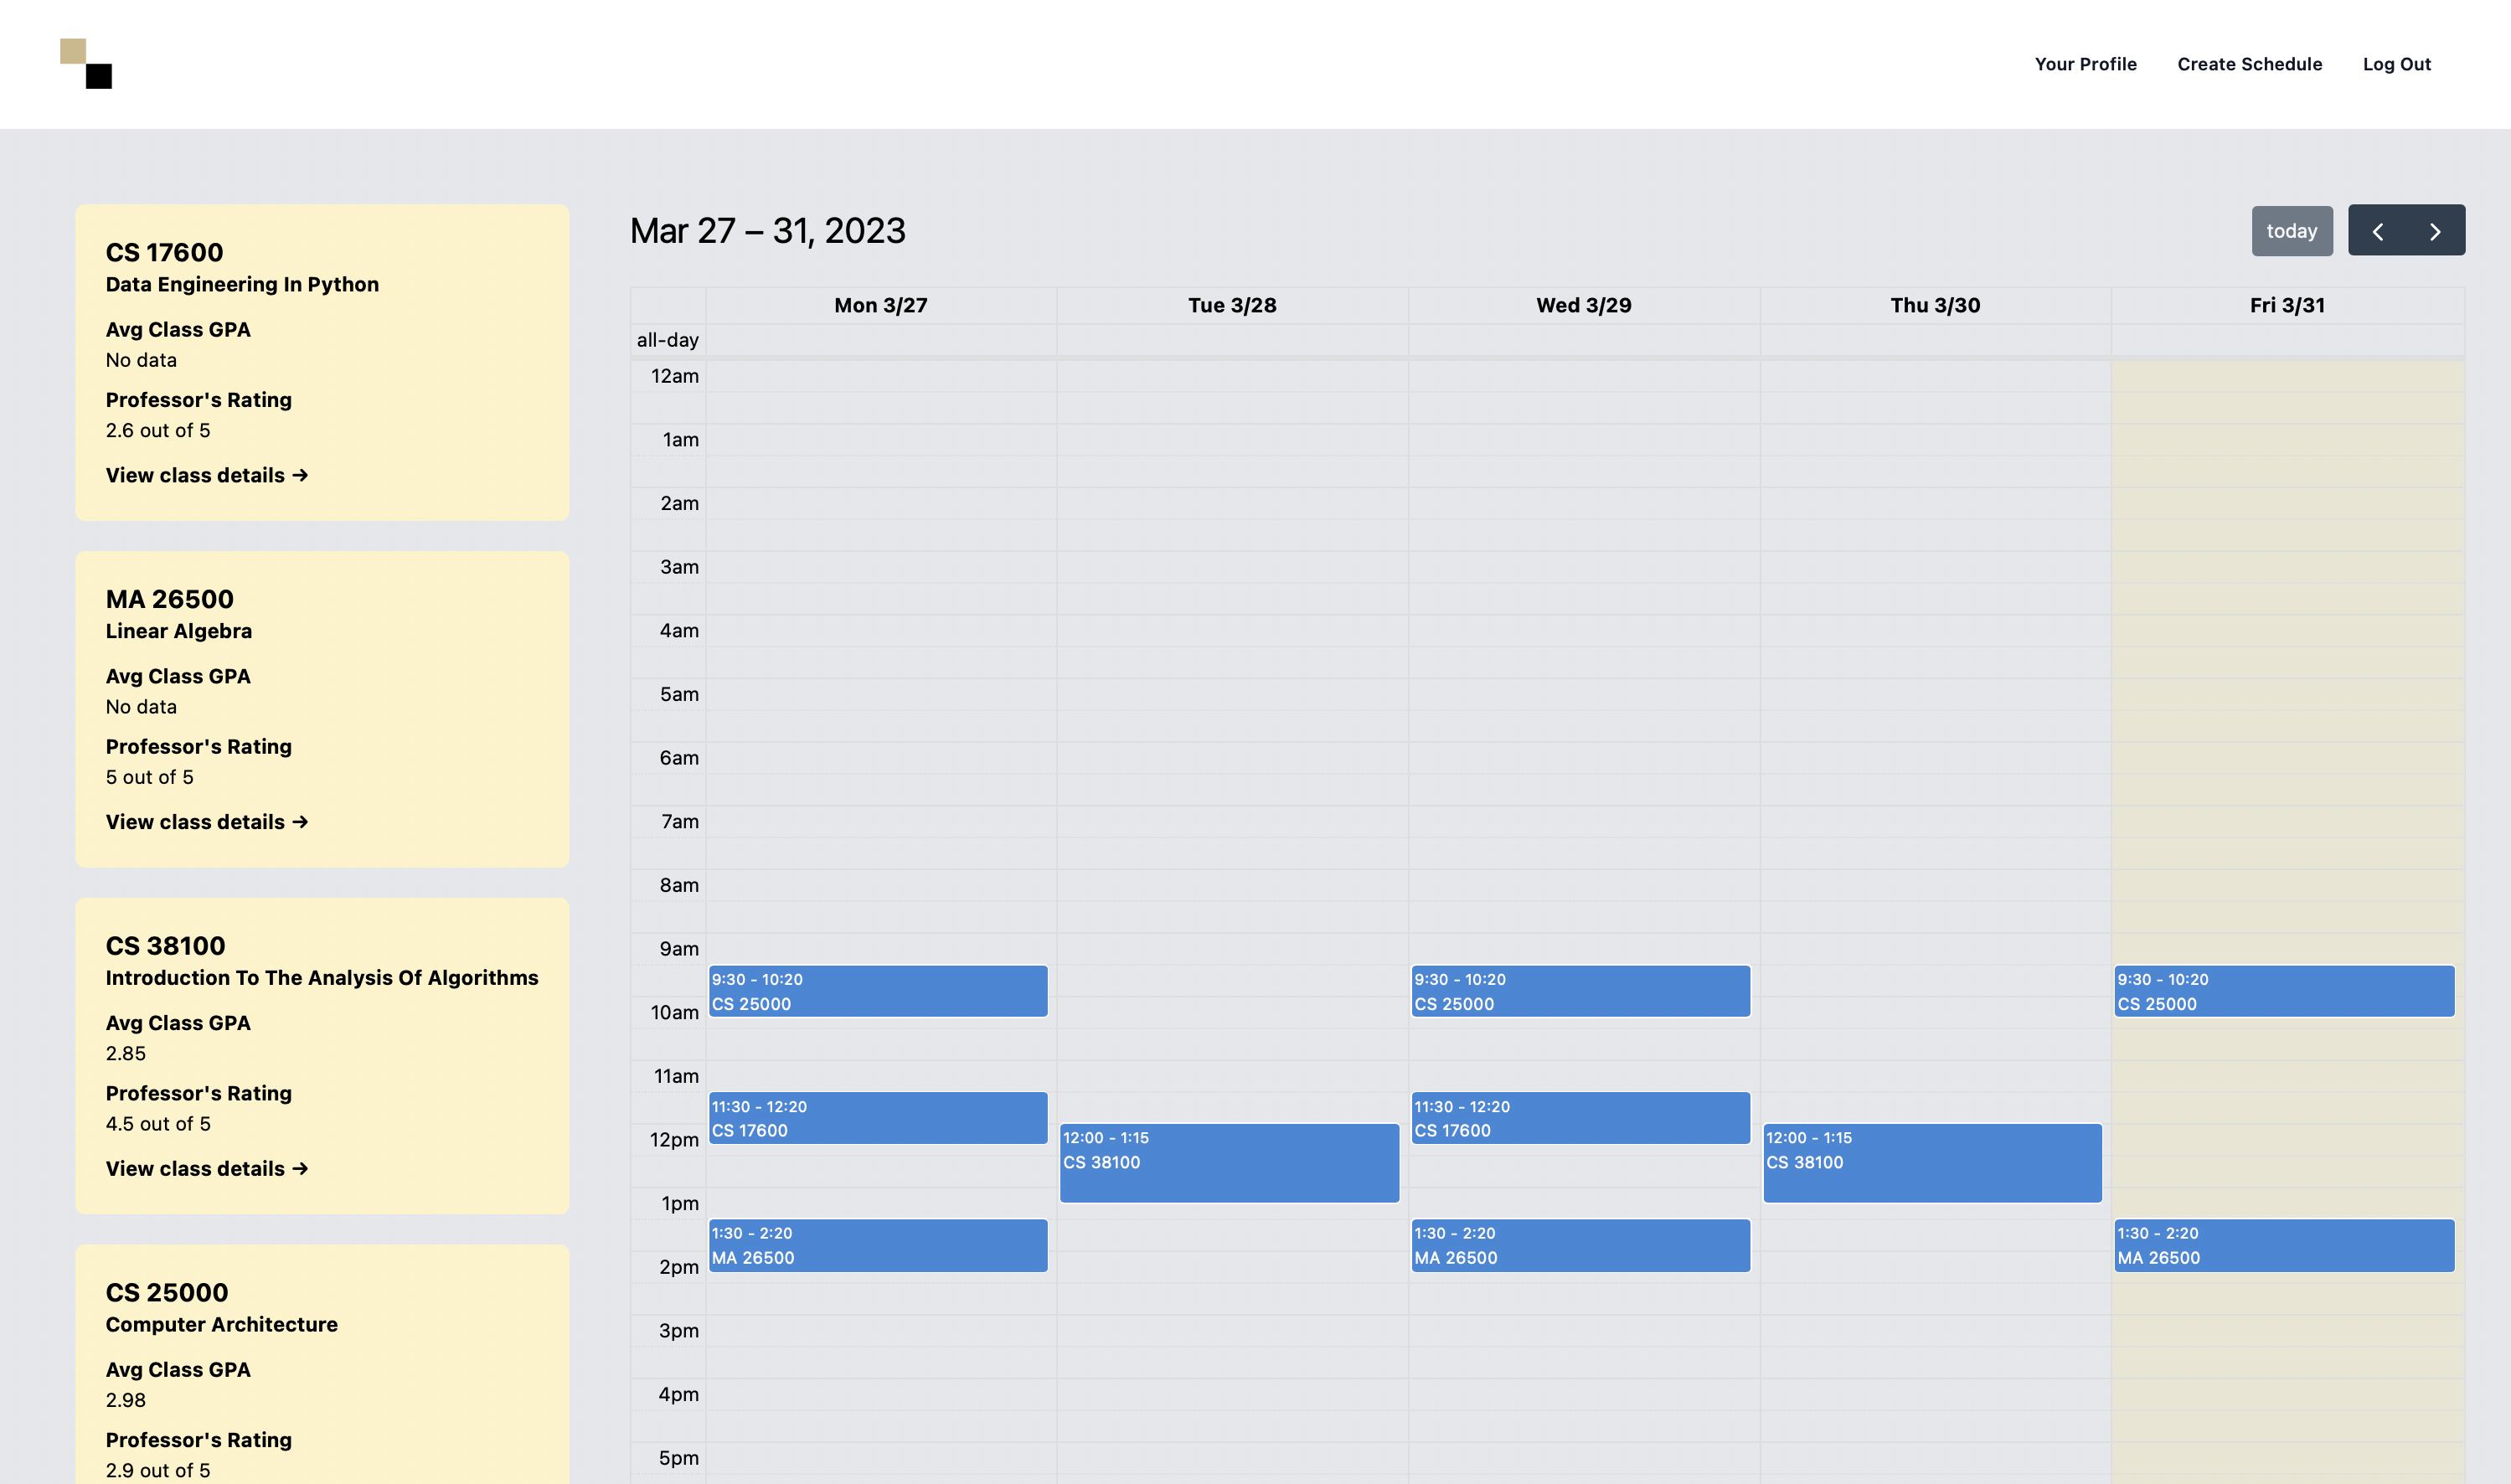 Your Profile Create Schedule Log Out
CS 17600
Data Engineering In Python
Avg Class GPA
No data
Professor's Rating
2.6 out of 5
View class details →
MA 26500
Linear Algebra
Avg Class GPA
No data
Professor's Rating
5 out of 5
View class details →
CS 38100
Introduction To The Analysis Of Algorithms
Avg Class GPA
2.85
Professor's Rating
4.5 out of 5
View class details →
CS 25000
Computer Architecture
Avg Class GPA
2.98
Professor's Rating
2.9 out of 5
Mar 27 – 31, 2023
today
Mon 3/27 Tue 3/28 Wed 3/29 Thu 3/30 Fri 3/31
all-day
12am
1am
2am
3am
4am
5am
6am
7am
8am
9am
9:30 - 10:20 9:30 - 10:20 9:30 - 10:20
CS 25000 CS 25000 CS 25000
10am
11am
11:30 - 12:20 11:30 - 12:20
CS 17600 CS 17600
12pm 12:00 - 1:15 12:00 - 1:15
CS 38100 CS 38100
1pm
1:30 - 2:20 1:30 - 2:20 1:30 - 2:20
MA 26500 MA 26500 MA 26500
2pm
3pm
4pm
5pm